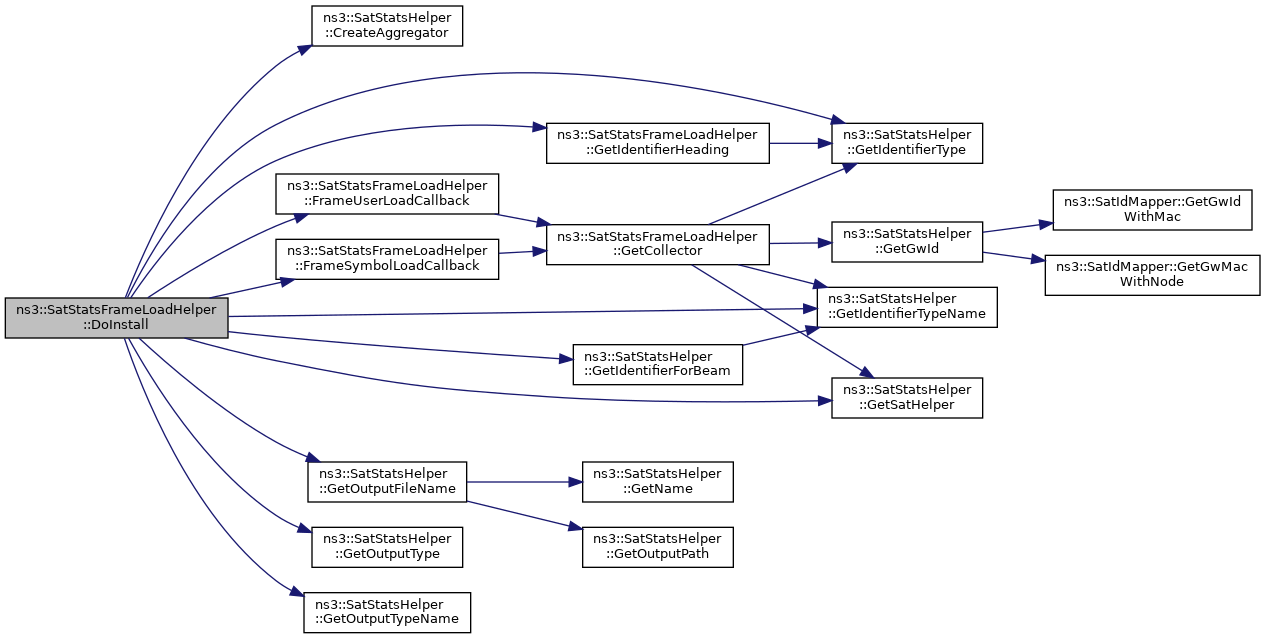 ns3::SatStatsHelper
::CreateAggregator
ns3::SatStatsHelper
::GetIdentifierType
ns3::SatStatsFrameLoadHelper
::GetIdentifierHeading
ns3::SatStatsFrameLoadHelper
::FrameUserLoadCallback
ns3::SatIdMapper::GetGwId
WithMac
ns3::SatStatsHelper
::GetGwId
ns3::SatStatsFrameLoadHelper
::GetCollector
ns3::SatStatsFrameLoadHelper
::FrameSymbolLoadCallback
ns3::SatIdMapper::GetGwMac
WithNode
ns3::SatStatsFrameLoadHelper
::DoInstall
ns3::SatStatsHelper
::GetIdentifierTypeName
ns3::SatStatsHelper
::GetIdentifierForBeam
ns3::SatStatsHelper
::GetSatHelper
ns3::SatStatsHelper
::GetOutputFileName
ns3::SatStatsHelper
::GetName
ns3::SatStatsHelper
::GetOutputType
ns3::SatStatsHelper
::GetOutputPath
ns3::SatStatsHelper
::GetOutputTypeName